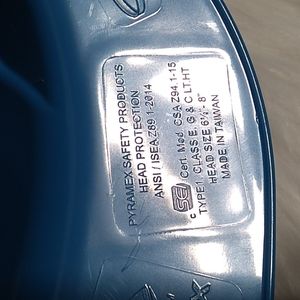 PYRAMEX SAFETY PRODUCTS
HEAD PROTECTION
ANSI / ISEA Z89.1-2014
c SEI Cert. Mod. CSA Z94.1-15
TYPE I CLASS E, G & C LT.HT
HEAD SIZE 6½- 8"
MADE IN TAIWAN